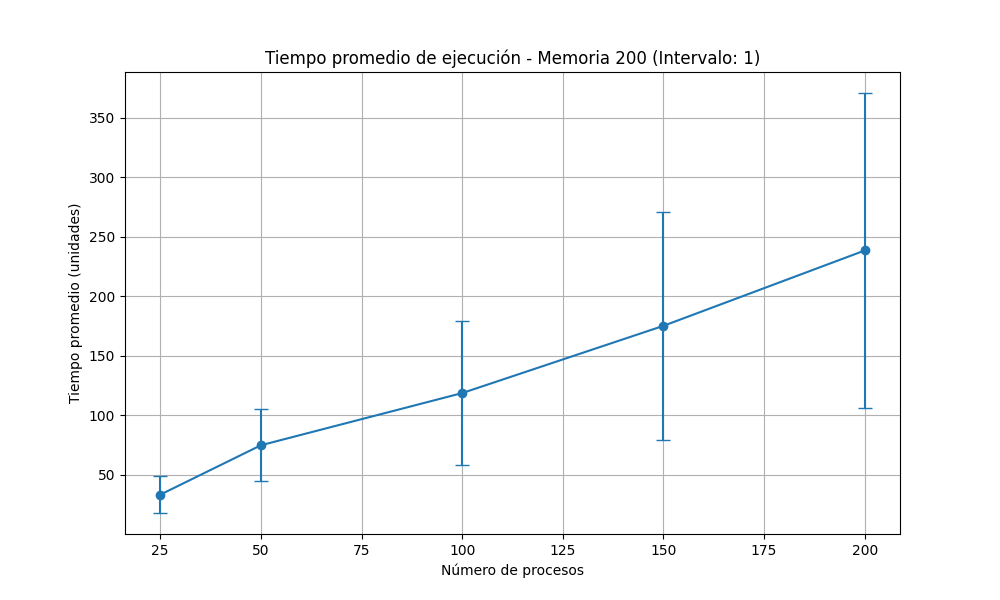 Tiempo promedio de ejecución - Memoria 200 (Intervalo: 1)
350
300
250
200
150
100
50
Tiempo promedio (unidades)
25 50 75 100 125 150 175 200
Número de procesos